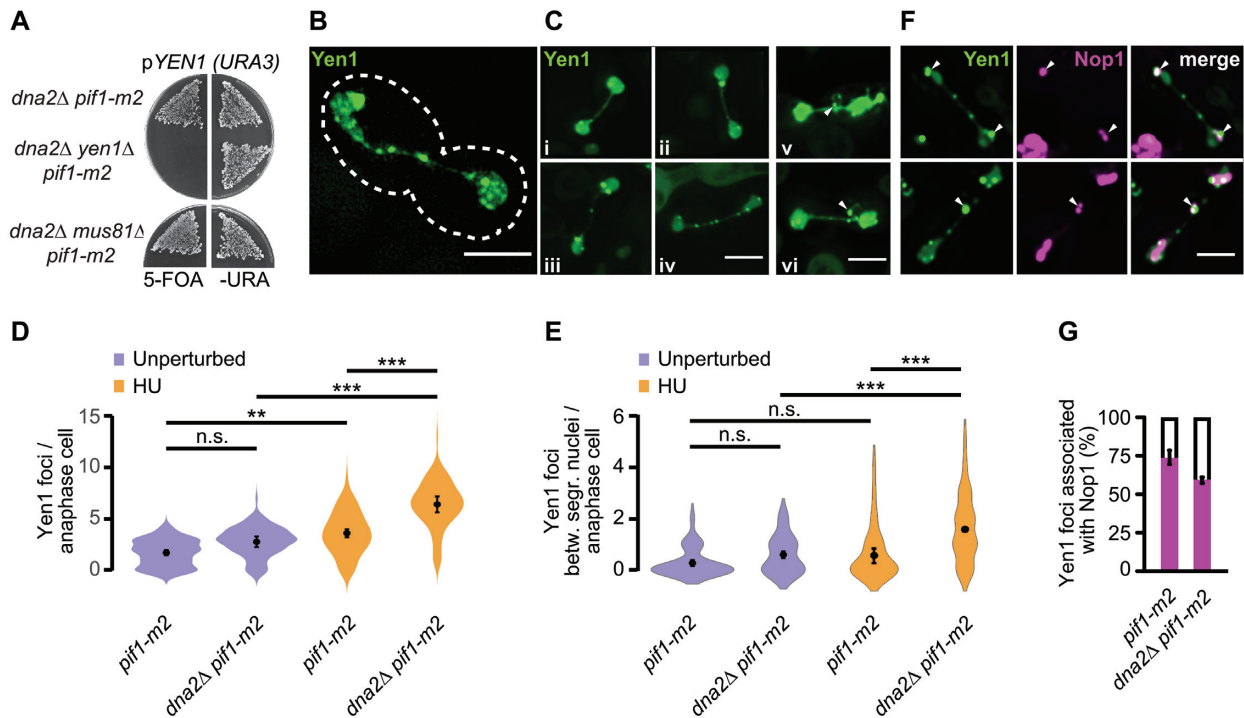 A
pYEN1 (URA3)
dna2Δ pif1-m2
dna2Δ yen1Δ
pif1-m2
dna2Δ mus81Δ
pif1-m2
5-FOA -URA
B
Yen1
C
Yen1
i
ii
v
iii
iv
vi
F
Yen1
Nop1
merge
D
Unperturbed
HU
***
***
**
n.s.
Yen1 foci /
anaphase cell
15
10
5
0
pif1-m2
dna2Δ pif1-m2
pif1-m2
dna2Δ pif1-m2
E
Unperturbed
HU
***
***
n.s.
n.s.
Yen1 foci
betw. segr. nuclei /
anaphase cell
6
4
2
0
pif1-m2
dna2Δ pif1-m2
pif1-m2
dna2Δ pif1-m2
G
Yen1 foci associated
with Nop1 (%)
100
75
50
25
0
pif1-m2
dna2Δ pif1-m2